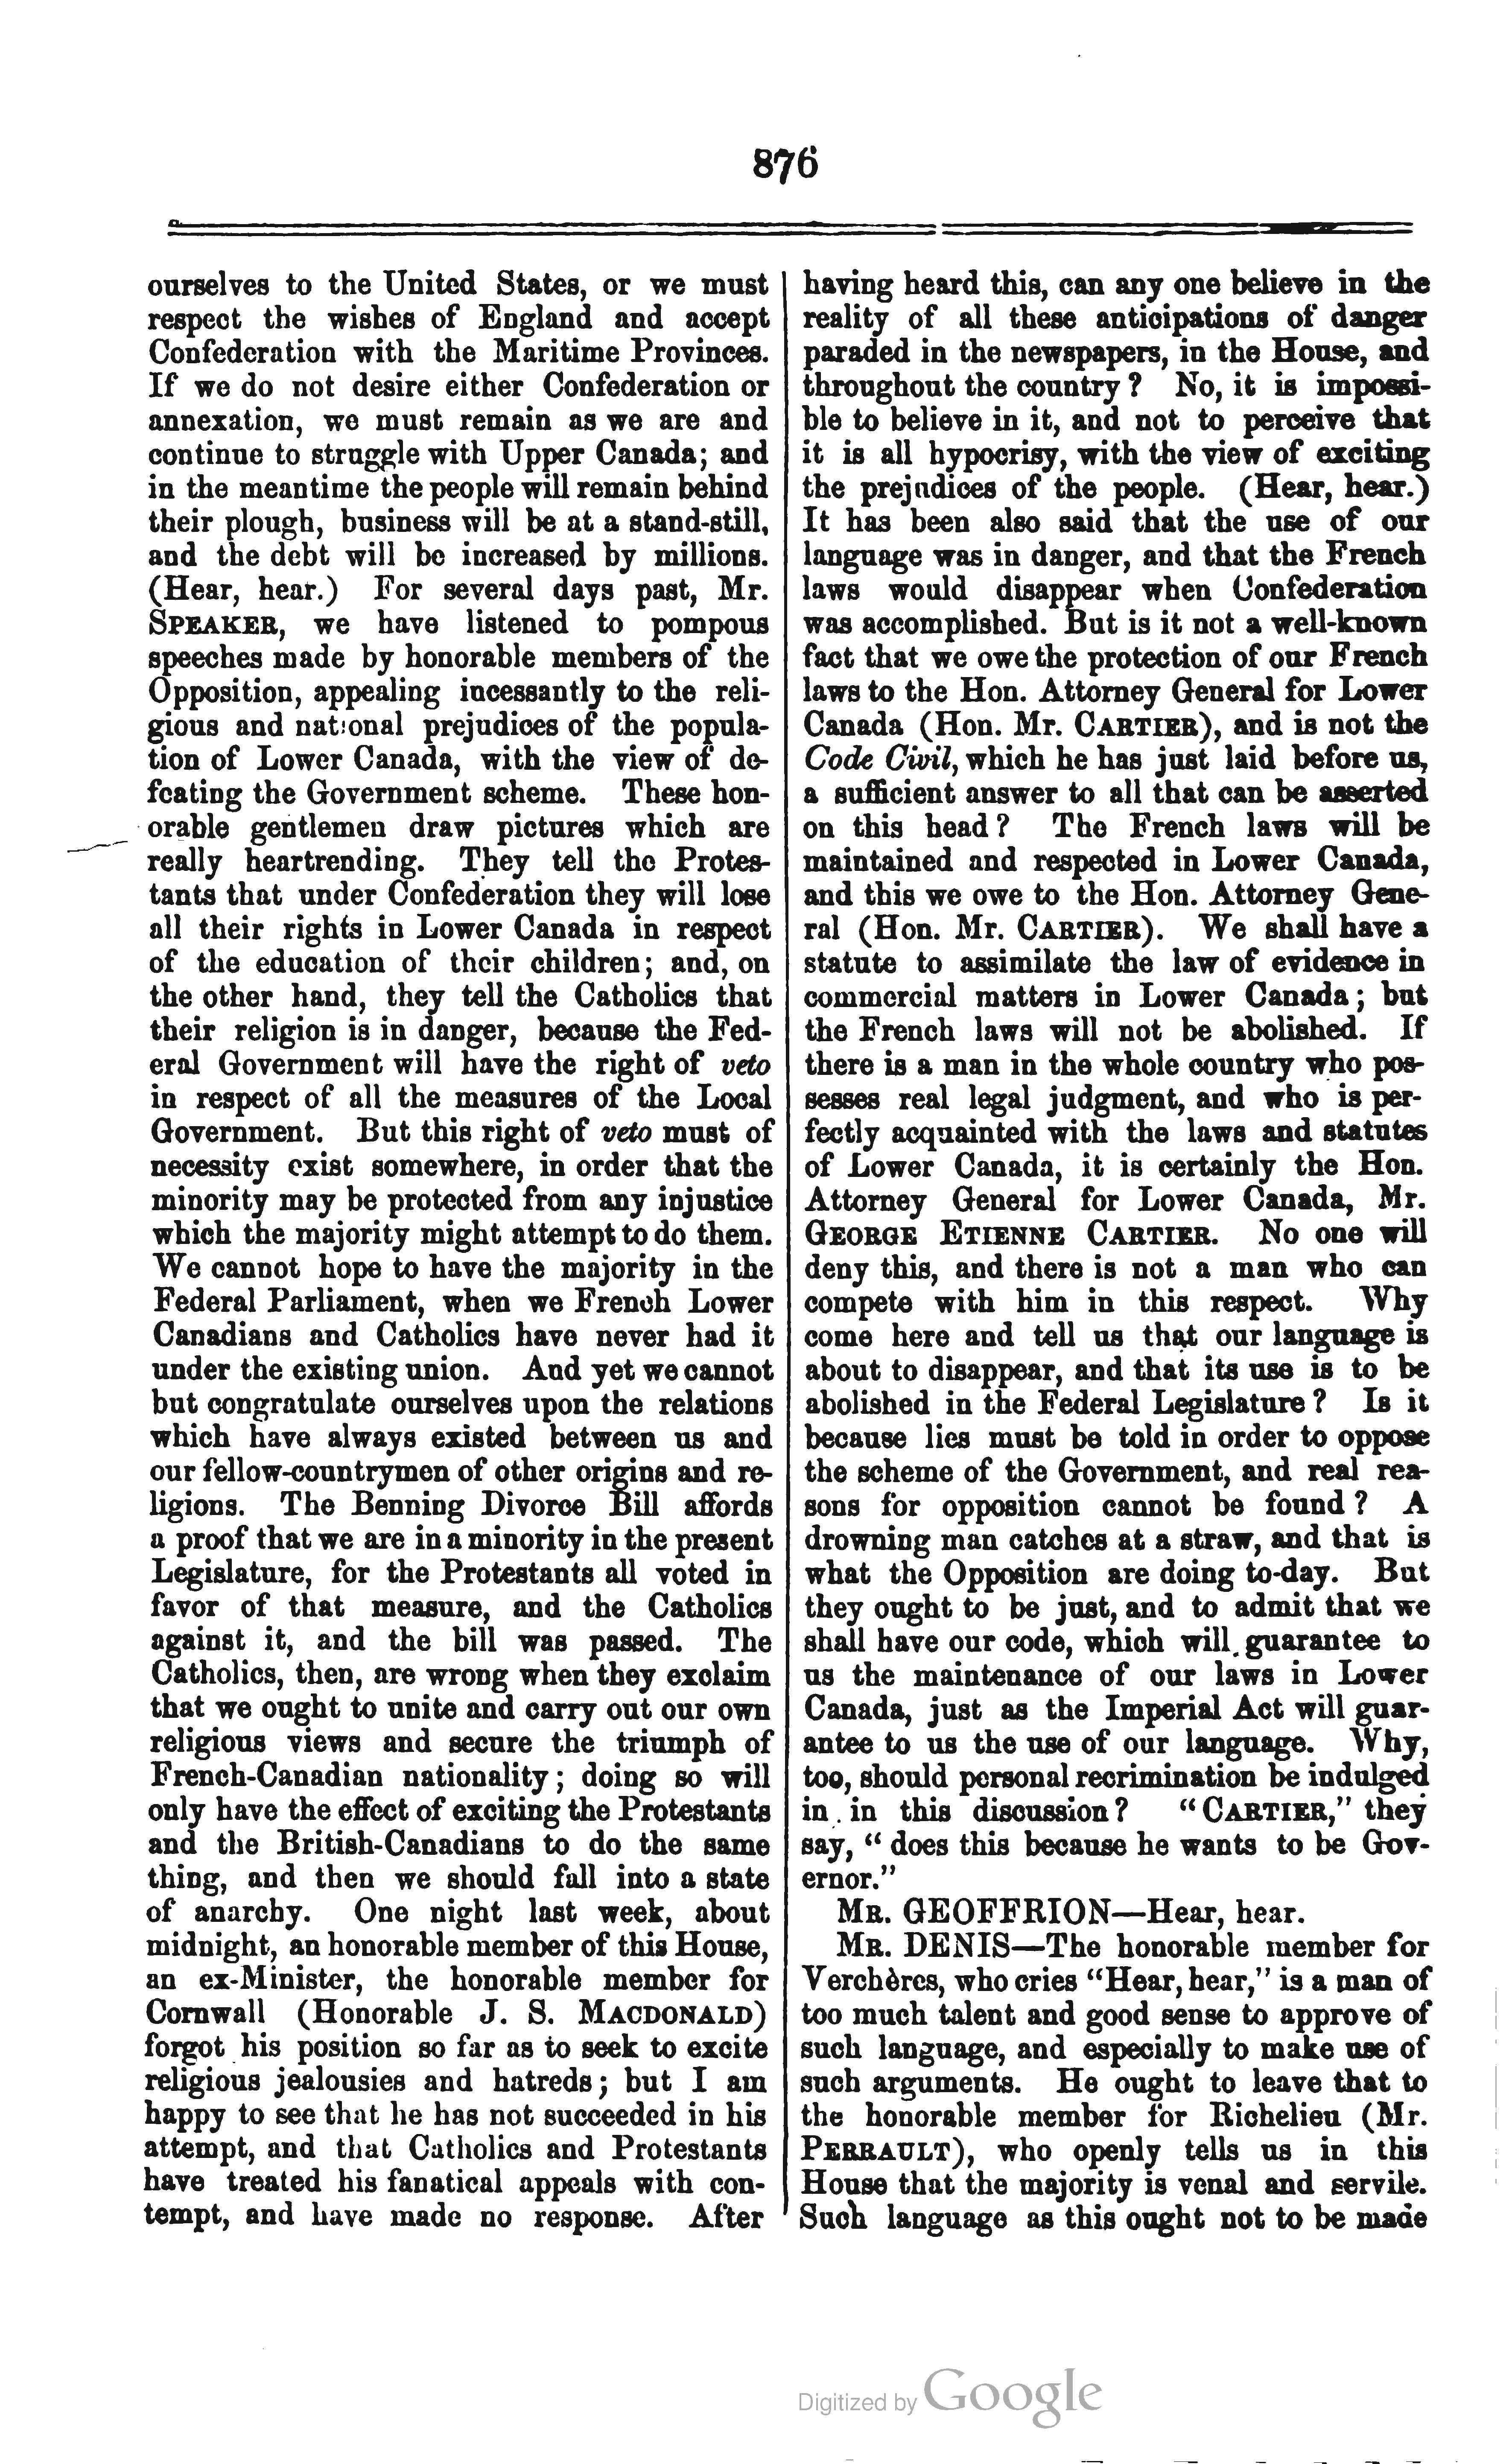 876
ourselves to the United States, or we must
respect the wishes of England and accept
Confederation with the Maritime Provinces.
If we do not desire either Confederation or
annexation, we must remain as we are and
continue to struggle with Upper Canada; and
in the meantime the people will remain behind
their plough, business will be at a stand-still,
and the debt will be increased by millions.
(Hear, hear.) For several days past, Mr.
SPEAKER, we have listened to pompous
speeches made by honorable members of the
Opposition, appealing incessantly to the reli-
gious and national prejudices of the popula-
tion of Lower Canada, with the view of de-
feating the Government scheme. These hon-
orable gentlemen draw pictures which are
really heartrending. They tell the Protes-
tants that under Confederation they will lose
all their rights in Lower Canada in respect
of the education of their children; and, on
the other hand, they tell the Catholics that
their religion is in danger, because the Fed-
eral Government will have the right of veto
in respect of all the measures of the Local
Government. But this right of veto must of
necessity exist somewhere, in order that the
minority may be protected from any injustice
which the majority might attempt to do them.
We cannot hope to have the majority in the
Federal Parliament, when we French Lower
Canadians and Catholics have never had it
under the existing union. And yet we cannot
but congratulate ourselves upon the relations
which have always existed between us and
our fellow-countrymen of other origins and re-
ligions. The Benning Divorce Bill affords
a proof that we are in a minority in the present
Legislature, for the Protestants all voted in
favor of that measure, and the Catholics
against it, and the bill was passed. The
Catholics, then, are wrong when they exclaim
that we ought to unite and carry out our own
religious views and secure the triumph of
French-Canadian nationality; doing so will
only have the effect of exciting the Protestants
and the British-Canadians to do the same
thing, and then we should fall into a state
of anarchy. One night last week, about
midnight, an honorable member of this House,
an ex-Minister, the honorable member for
Cornwall (Honorable J. S. MACDONALD)
forgot his position so far as to seek to excite
religious jealousies and hatreds; but I am
happy to see that he has not succeeded in his
attempt, and that Catholics and Protestants
have treated his fanatical appeals with con-
tempt, and have made no response. After
having heard this, can any one believe in the
reality of all these anticipations of danger
paraded in the newspapers, in the House, and
throughout the country? No, it is impossi-
ble to believe in it, and not to perceive that
it is all hypocrisy, with the view of exciting
the prejudices of the people. (Hear, hear.)
It has been also said that the use of our
language was in danger, and that the French
laws would disappear when Confederation
was accomplished. But is it not a well-known
fact that we owe the protection of our French
laws to the Hon. Attorney General for Lower
Canada (Hon. Mr. CARTIER), and is not the
Code Civil, which he has just laid before us,
a sufficient answer to all that can be asserted
on this head? The French laws will be
maintained and respected in Lower Canada,
and this we owe to the Hon. Attorney Gene-
ral (Hon. Mr. CARTIER). We shall have a
statute to assimilate the law of evidence in
commercial matters in Lower Canada; but
the French laws will not be abolished. If
there is a man in the whole country who pos-
sesses real legal judgment, and who is per-
fectly acquainted with the laws and statutes
of Lower Canada, it is certainly the Hon.
Attorney General for Lower Canada, Mr.
GEORGE ETIENNE CARTIER. No one will
deny this, and there is not a man who can
compete with him in this respect. Why
come here and tell us that our language is
about to disappear, and that its use is to be
abolished in the Federal Legislature? Is it
because lies must be told in order to oppose
the scheme of the Government, and real rea-
sons for opposition cannot be found? A
drowning man catches at a straw, and that is
what the Opposition are doing to-day. But
they ought to be just, and to admit that we
shall have our code, which will guarantee to
us the maintenance of our laws in Lower
Canada, just as the Imperial Act will guar-
antee to us the use of our language. Why,
too, should personal recrimination be indulged
in in this discussion? "CARTIER," they
say, "does this because he wants to be Gov-
ernor."
MR. GEOFFRION—Hear, hear.
MR. DENIS—The honorable member for
Verchères, who cries "Hear, hear," is a man of
too much talent and good sense to approve of
such language, and especially to make use of
such arguments. He ought to leave that to
the honorable member for Richelieu (Mr.
PERRAULT), who openly tells us in this
House that the majority is venal and servile.
Such language as this ought not to be made
Digitized by Google